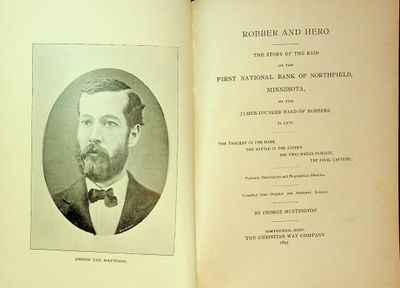 JOSEPH LEE HEYWOOD.
ROBBER AND HERO
THE STORY OF THE RAID
ON THE
FIRST NATIONAL BANK OF NORTHFIELD,
MINNESOTA,
BY THE
JAMES-YOUNGER BAND OF ROBBERS,
IN 1876.
THE TRAGEDY IN THE BANK,
THE BATTLE IN THE STREET,
THE TWO-WEEKS PURSUIT,
THE FINAL CAPTURE.
Portraits, Illustrations and Biographical Sketches
Compiled from Original and Authentic Sources
BY GEORGE HUNTINGTON
NORTHFIELD, MINN.
THE CHRISTIAN WAY COMPANY
1895